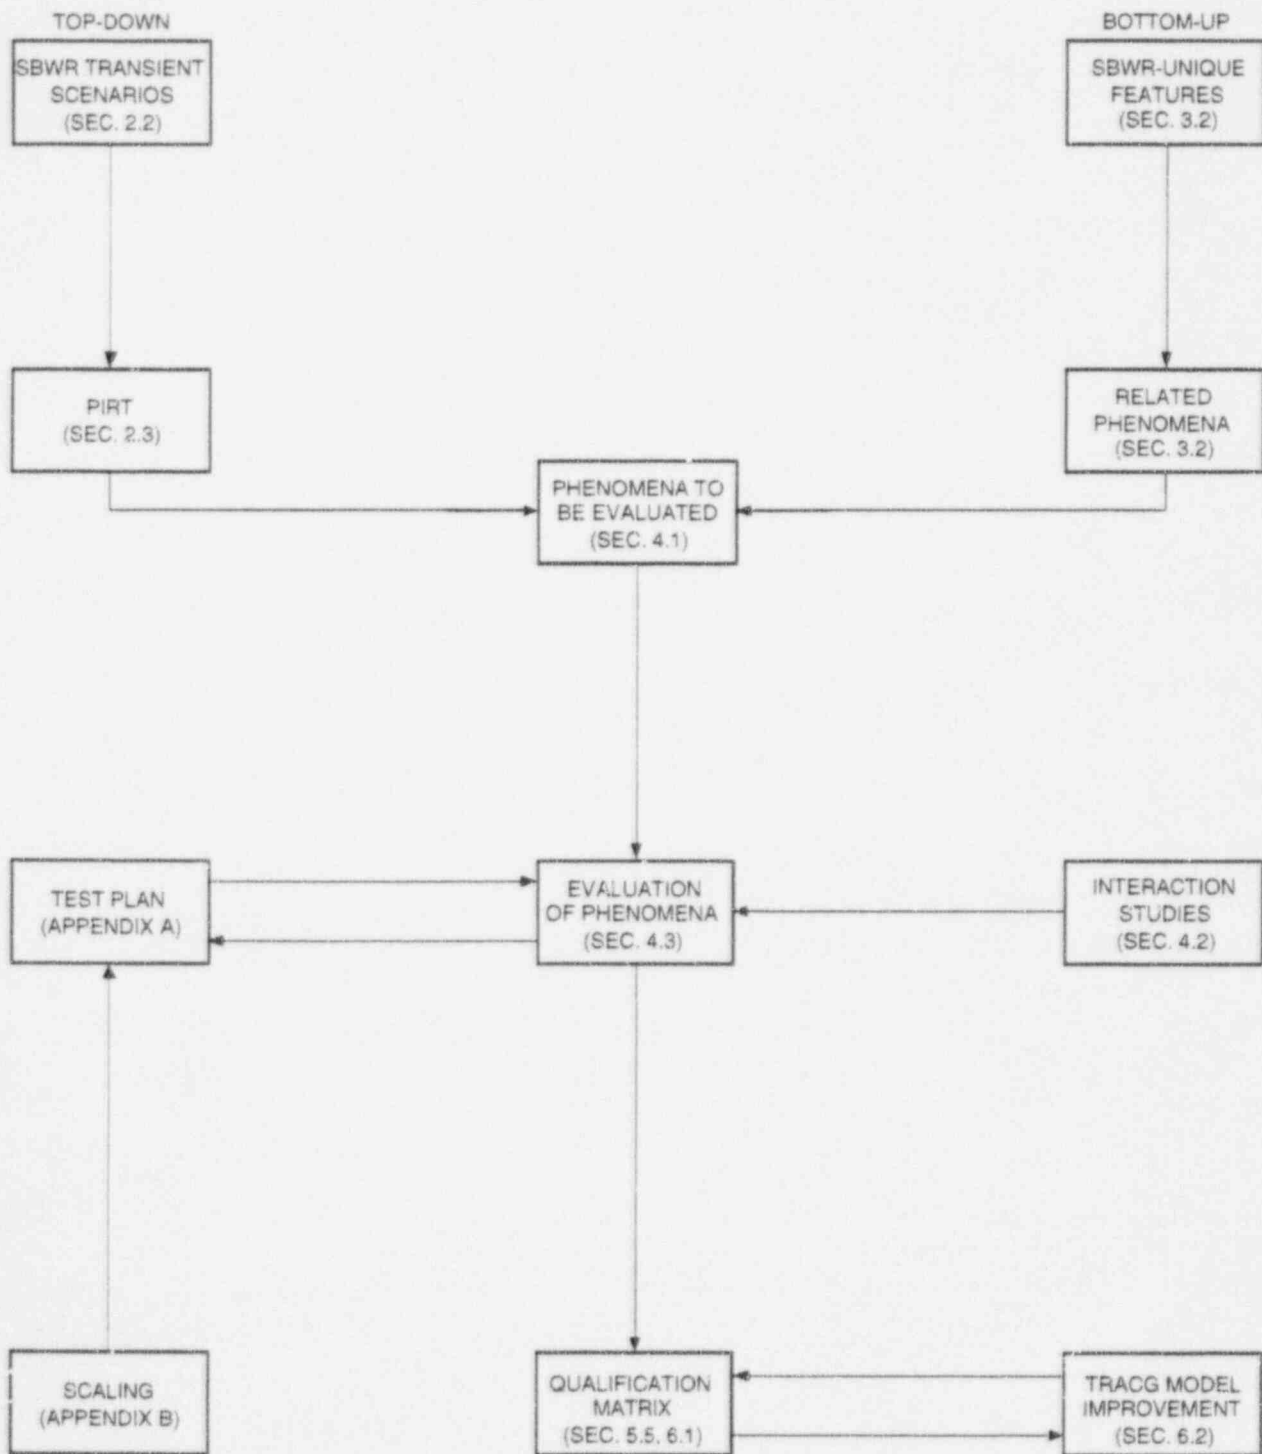 TOP-DOWN
SBWR TRANSIENT
SCENARIOS
(SEC. 2.2)
BOTTOM-UP
SBWR-UNIQUE
FEATURES
(SEC. 3.2)
PIRT
(SEC. 2.3)
RELATED
PHENOMENA
(SEC. 3.2)
PHENOMENA TO
BE EVALUATED
(SEC. 4.1)
TEST PLAN
(APPENDIX A)
EVALUATION
OF PHENOMENA
(SEC. 4.3)
INTERACTION
STUDIES
(SEC. 4.2)
SCALING
(APPENDIX B)
QUALIFICATION
MATRIX
(SEC. 5.5, 6.1)
TRACG MODEL
IMPROVEMENT
(SEC. 6.2)